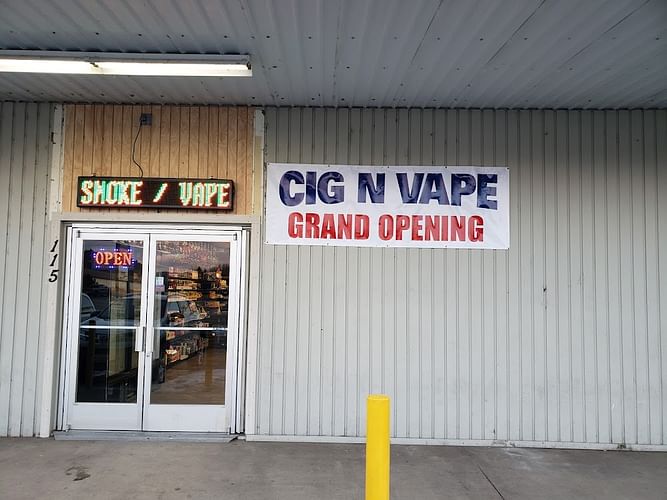 SMOKE / VAPE
CIG N VAPE
GRAND OPENING
OPEN
115